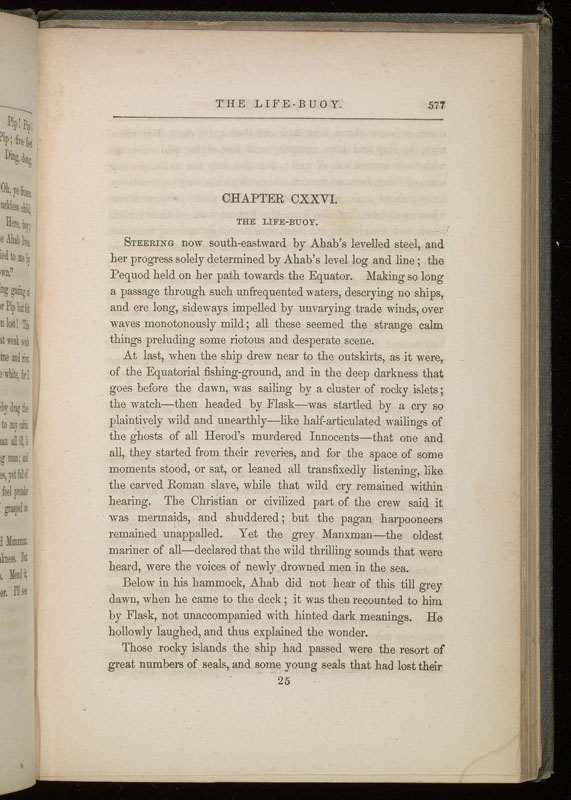 THE LIFE-BUOY. 577
CHAPTER CXXVI.
THE LIFE-BUOY.
STEERING now south-eastward by Ahab's levelled steel, and
her progress solely determined by Ahab's level log and line; the
Pequod held on her path towards the Equator. Making so long
a passage through such unfrequented waters, descrying no ships,
and ere long, sideways impelled by unvarying trade winds, over
waves monotonously mild; all these seemed the strange calm
things preluding some riotous and desperate scene.
At last, when the ship drew near to the outskirts, as it were,
of the Equatorial fishing-ground, and in the deep darkness that
goes before the dawn, was sailing by a cluster of rocky islets;
the watch—then headed by Flask—was startled by a cry so
plaintively wild and unearthly—like half-articulated wailings of
the ghosts of all Herod's murdered Innocents—that one and
all, they started from their reveries, and for the space of some
moments stood, or sat, or leaned all transfixedly listening, like
the carved Roman slave, while that wild cry remained within
hearing. The Christian or civilized part of the crew said it
was mermaids, and shuddered; but the pagan harpooneers
remained unappalled. Yet the grey Manxman—the oldest
mariner of all—declared that the wild thrilling sounds that were
heard, were the voices of newly drowned men in the sea.
Below in his hammock, Ahab did not hear of this till grey
dawn, when he came to the deck; it was then recounted to him
by Flask, not unaccompanied with hinted dark meanings. He
hollowly laughed, and thus explained the wonder.
Those rocky islands the ship had passed were the resort of
great numbers of seals, and some young seals that had lost their
25